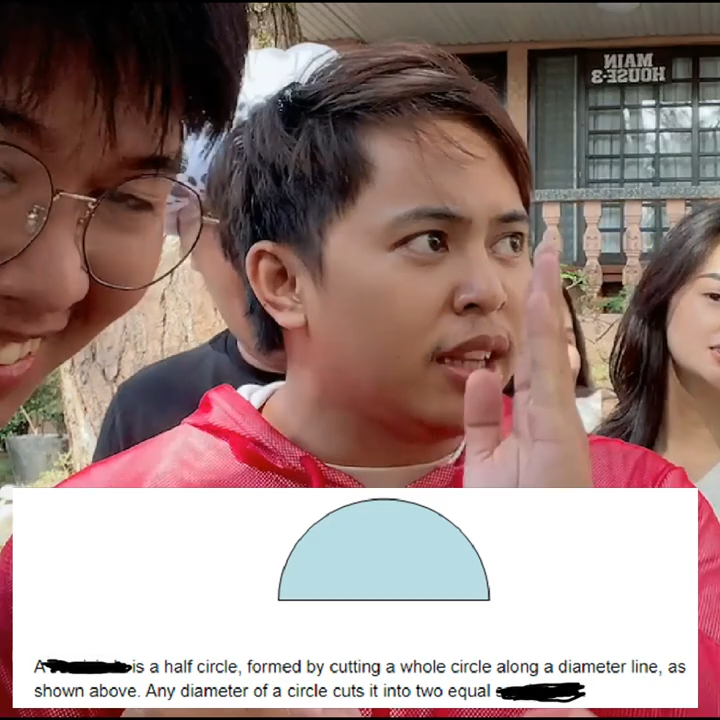 MAIN
HOUSE-3
A is a half circle, formed by cutting a whole circle along a diameter line, as
shown above. Any diameter of a circle cuts it into two equal